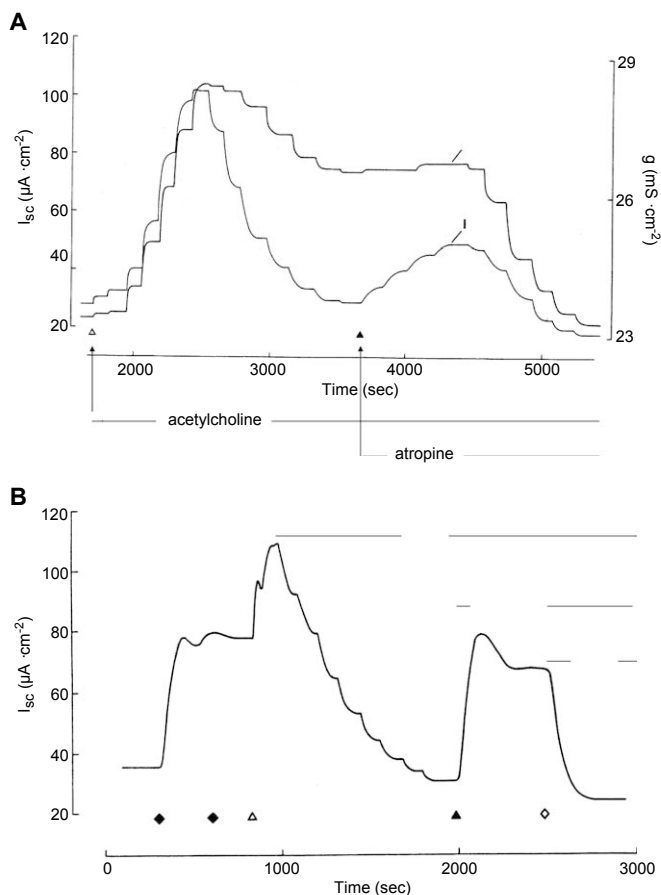 A
120
100
80
60
40
20
Isc (µA ·cm-2)
29
26
23
g (mS ·cm-2)
I
2000 3000 4000 5000
Time (sec)
acetylcholine
atropine
B
120
100
80
60
40
20
Isc (µA ·cm-2)
0 1000 2000 3000
Time (sec)